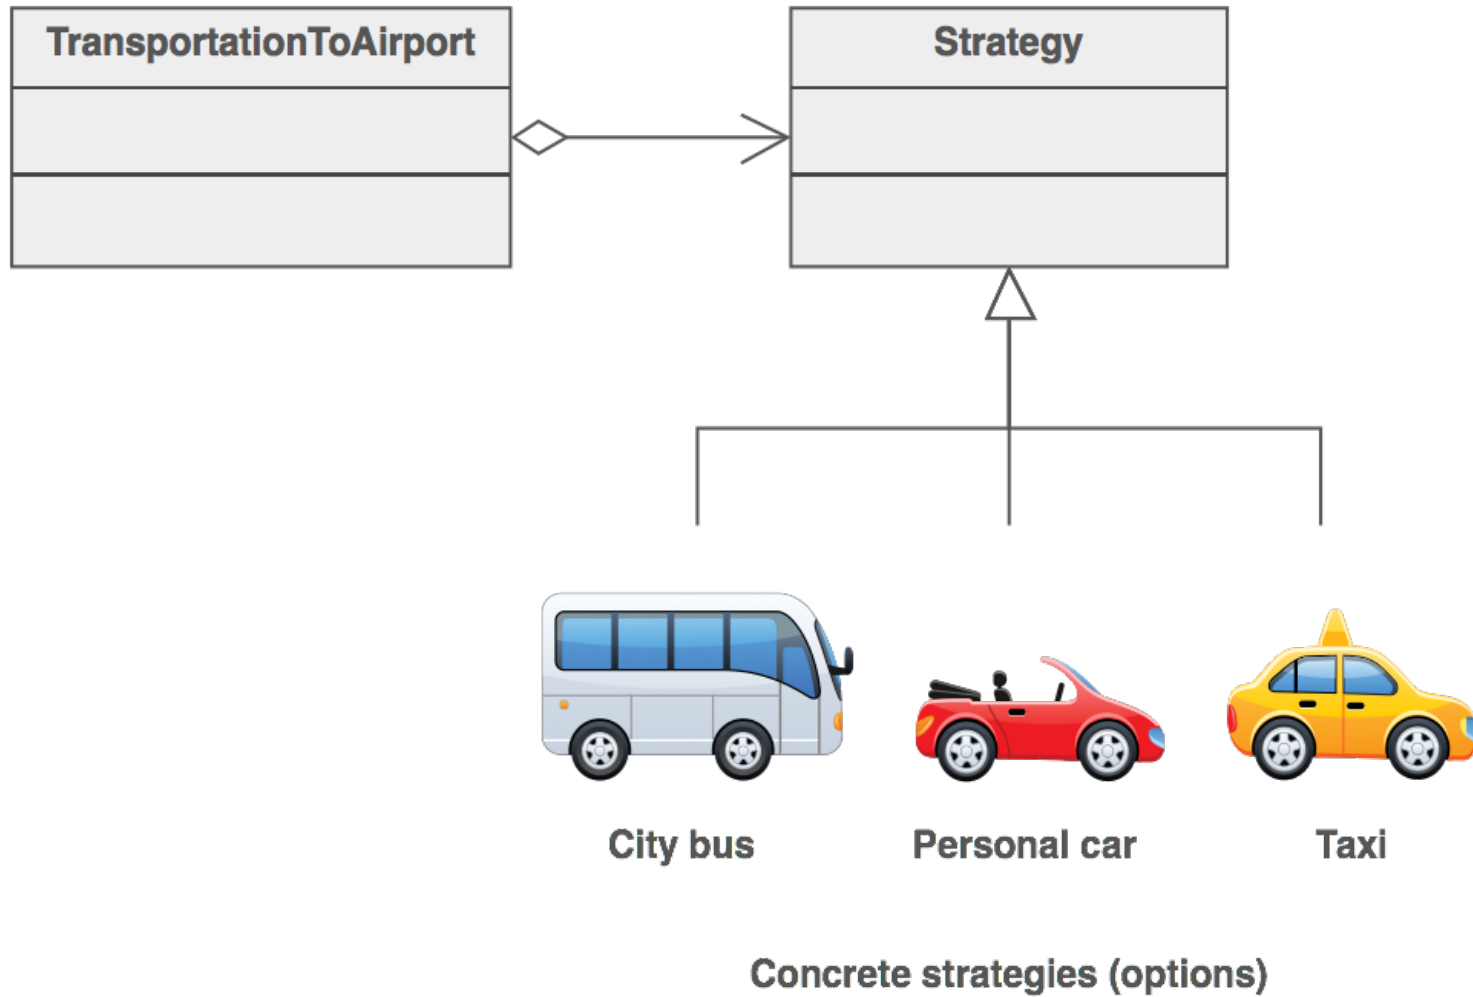 TransportationToAirport
Strategy
City bus
Personal car
Taxi
Concrete strategies (options)